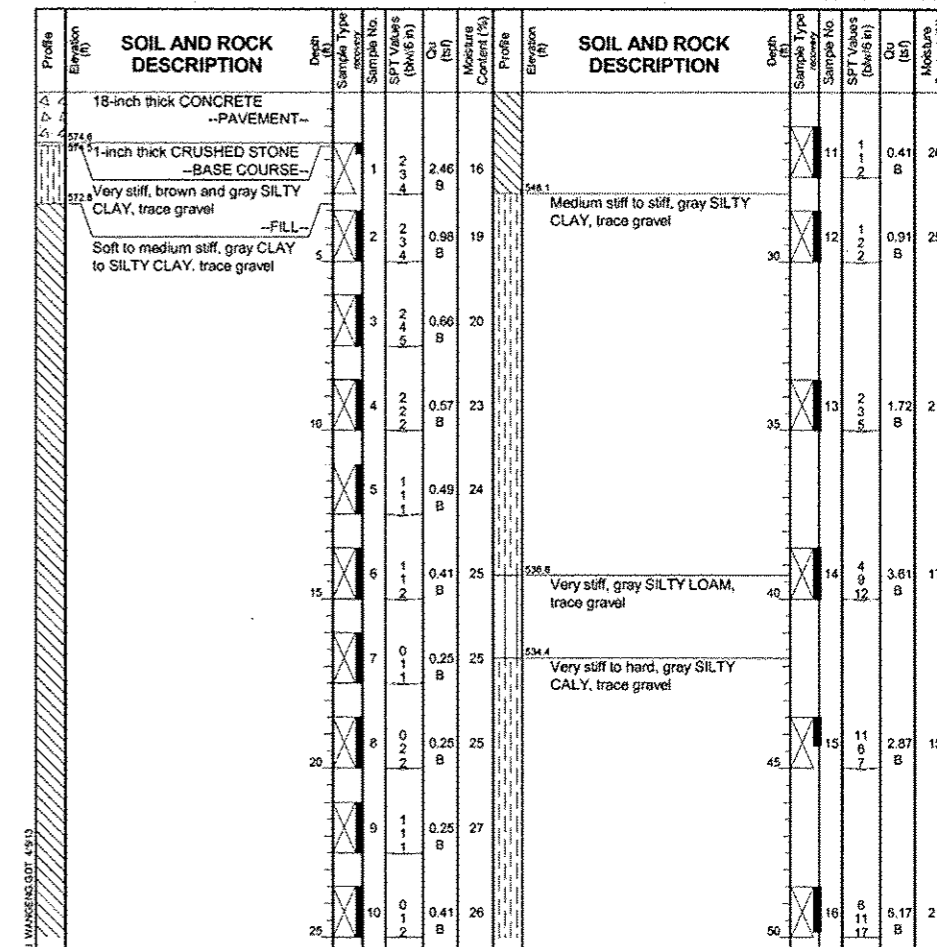 Profile Elevation (ft) SOIL AND ROCK DESCRIPTION Depth (ft) Sample Type recovery Sample No. SPT Values (blw/6 in) Qu (tsf) Moisture Content (%) Profile Elevation (ft) SOIL AND ROCK DESCRIPTION Depth (ft) Sample Type recovery Sample No. SPT Values (blw/6 in) Qu (tsf) Moisture
18-inch thick CONCRETE
--PAVEMENT--
574.6
574.5 1-inch thick CRUSHED STONE
--BASE COURSE--
572.8 Very stiff, brown and gray SILTY
CLAY, trace gravel
--FILL--
Soft to medium stiff, gray CLAY
to SILTY CLAY, trace gravel
1 2 3 4 2.46 B 16
5 2 2 3 4 0.98 B 19
3 2 4 5 0.66 B 20
10 4 2 2 2 0.57 B 23
5 1 1 1 0.49 B 24
15 6 1 1 2 0.41 B 25
7 0 1 1 0.25 B 25
20 8 0 2 2 0.25 B 25
9 1 1 1 0.25 B 27
25 10 0 1 2 0.41 B 26
11 1 1 2 0.41 B
548.1
Medium stiff to stiff, gray SILTY
CLAY, trace gravel
30 12 1 2 2 0.91 B
35 13 2 3 5 1.72 B
536.6
Very stiff, gray SILTY LOAM,
trace gravel
40 14 4 9 12 3.61 B
534.4
Very stiff to hard, gray SILTY
CALY, trace gravel
45 15 11 6 7 2.87 B
50 16 6 11 17 6.17 B
WANGENG.GDT 4/9/13